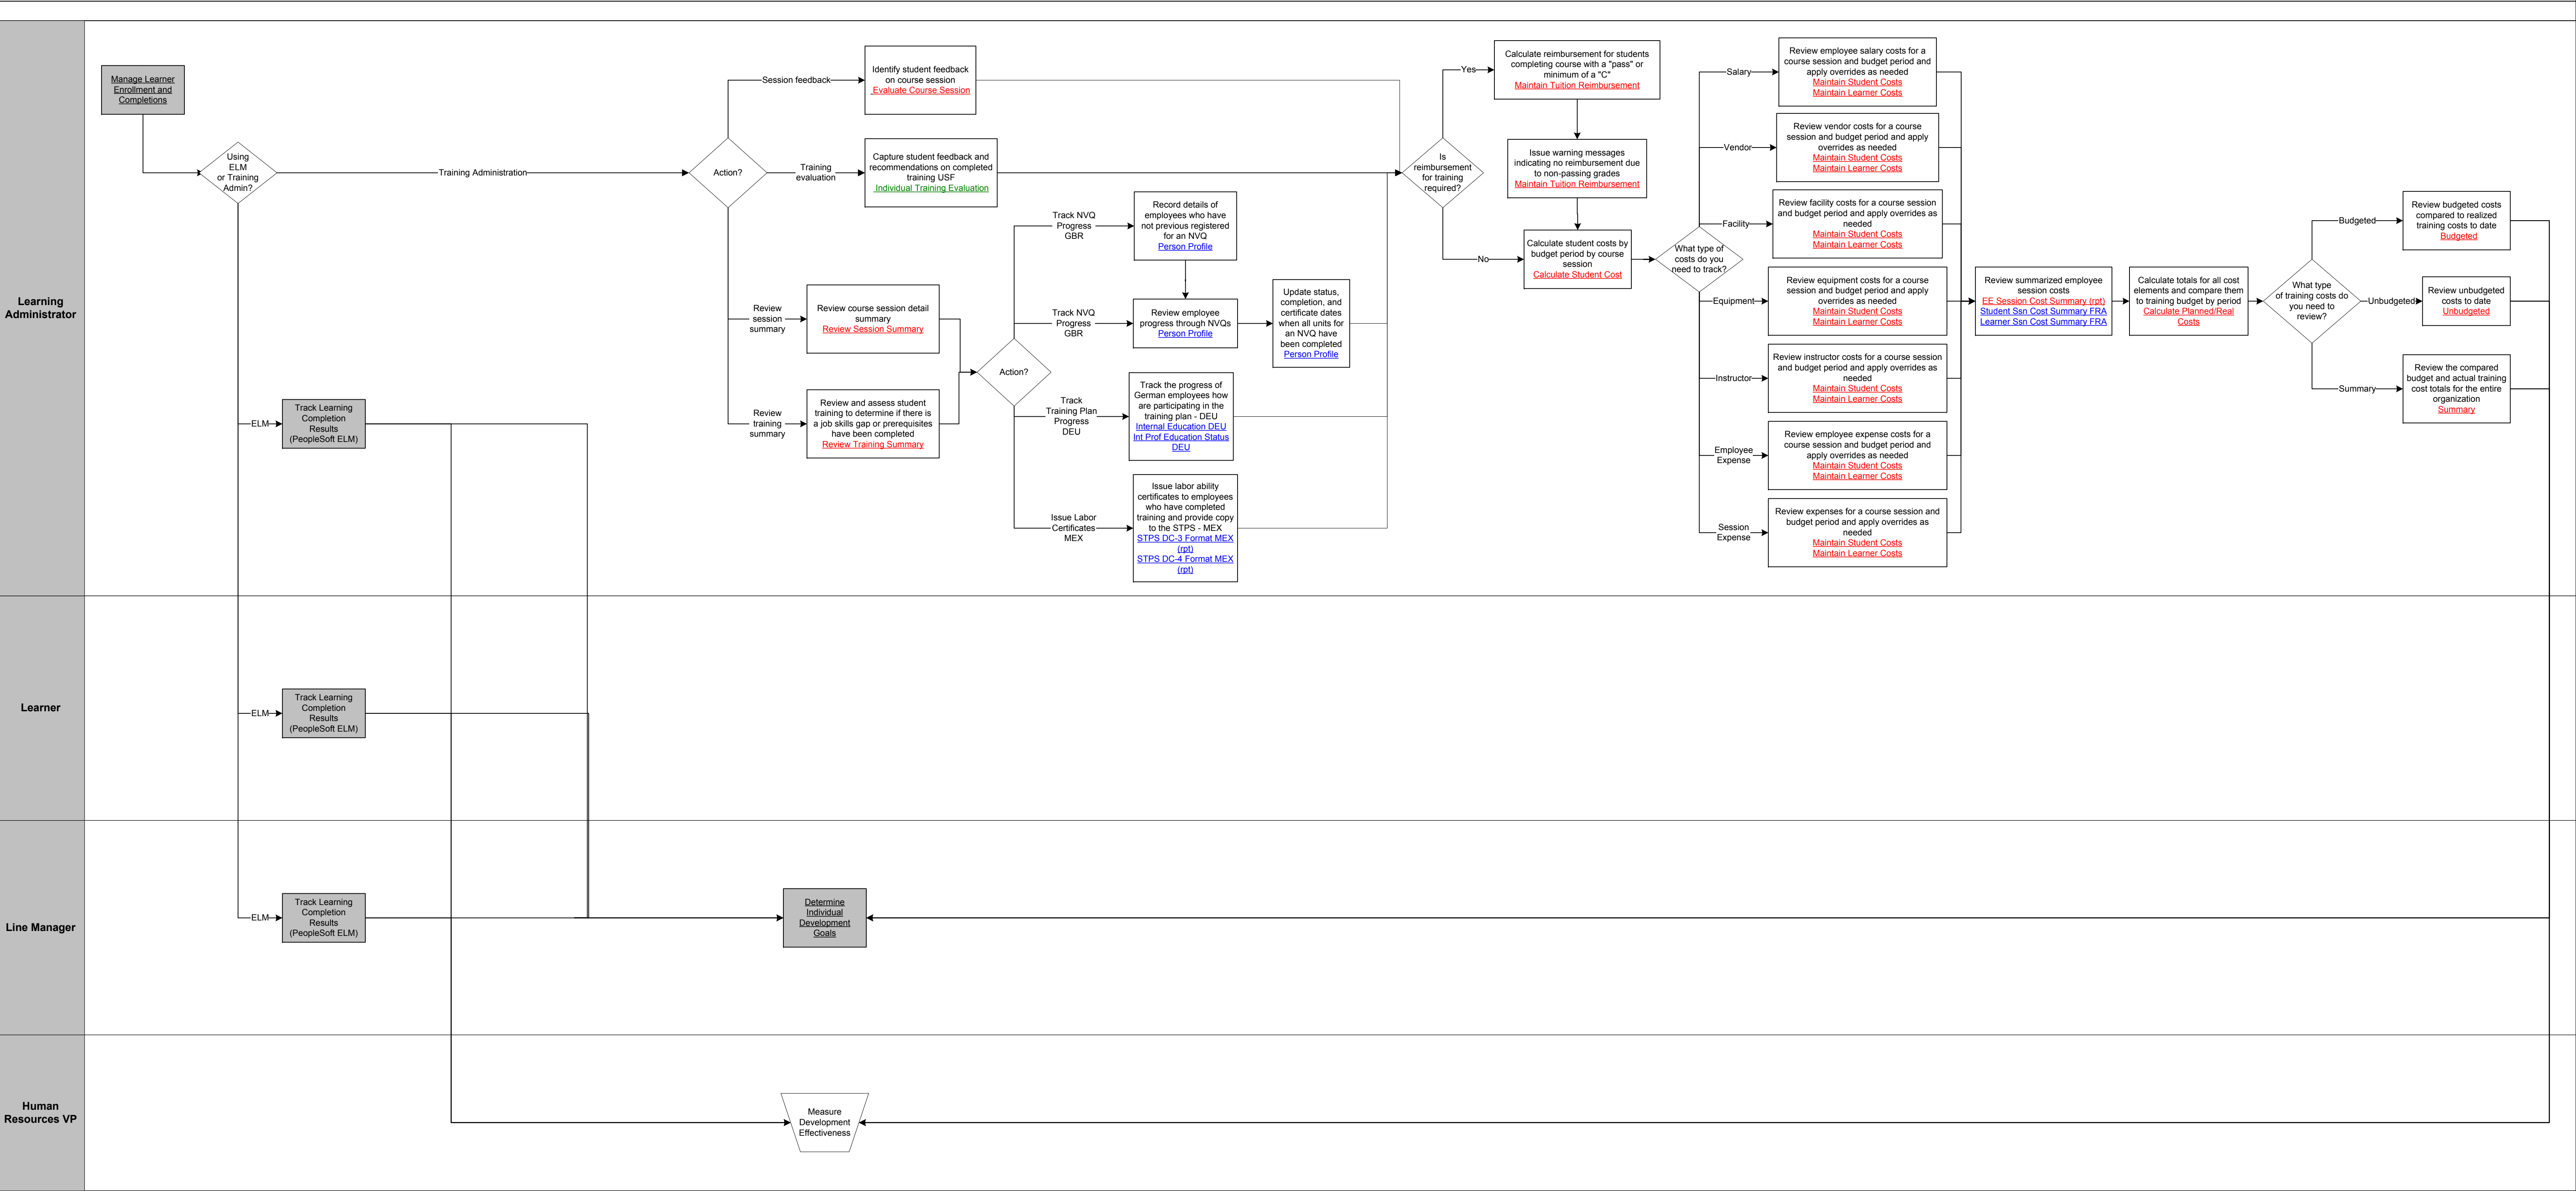 Learning
Administrator
Manage Learner
Enrollment and
Completions
Using
ELM
or Training
Admin?
Training Administration
ELM
Track Learning
Completion
Results
(PeopleSoft ELM)
Action?
Session feedback
Identify student feedback
on course session
Evaluate Course Session
Training
evaluation
Capture student feedback and
recommendations on completed
training USF
Individual Training Evaluation
Review
session
summary
Review course session detail
summary
Review Session Summary
Review
training
summary
Review and assess student
training to determine if there is
a job skills gap or prerequisites
have been completed
Review Training Summary
Action?
Track NVQ
Progress
GBR
Record details of
employees who have
not previous registered
for an NVQ
Person Profile
Track NVQ
Progress
GBR
Review employee
progress through NVQs
Person Profile
Update status,
completion, and
certificate dates
when all units for
an NVQ have
been completed
Person Profile
Track
Training Plan
Progress
DEU
Track the progress of
German employees how
are participating in the
training plan - DEU
Internal Education DEU
Int Prof Education Status
DEU
Issue Labor
Certificates
MEX
Issue labor ability
certificates to employees
who have completed
training and provide copy
to the STPS - MEX
STPS DC-3 Format MEX
(rpt)
STPS DC-4 Format MEX
(rpt)
Is
reimbursement
for training
required?
Yes
Calculate reimbursement for students
completing course with a "pass" or
minimum of a "C"
Maintain Tuition Reimbursement
Issue warning messages
indicating no reimbursement due
to non-passing grades
Maintain Tuition Reimbursement
No
Calculate student costs by
budget period by course
session
Calculate Student Cost
What type of
costs do you
need to track?
Salary
Review employee salary costs for a
course session and budget period and
apply overrides as needed
Maintain Student Costs
Maintain Learner Costs
Vendor
Review vendor costs for a course
session and budget period and apply
overrides as needed
Maintain Student Costs
Maintain Learner Costs
Facility
Review facility costs for a course session
and budget period and apply overrides as
needed
Maintain Student Costs
Maintain Learner Costs
Equipment
Review equipment costs for a course
session and budget period and apply
overrides as needed
Maintain Student Costs
Maintain Learner Costs
Instructor
Review instructor costs for a course session
and budget period and apply overrides as
needed
Maintain Student Costs
Maintain Learner Costs
Employee
Expense
Review employee expense costs for a
course session and budget period and
apply overrides as needed
Maintain Student Costs
Maintain Learner Costs
Session
Expense
Review expenses for a course session and
budget period and apply overrides as
needed
Maintain Student Costs
Maintain Learner Costs
Review summarized employee
session costs
EE Session Cost Summary (rpt)
Student Ssn Cost Summary FRA
Learner Ssn Cost Summary FRA
Calculate totals for all cost
elements and compare them
to training budget by period
Calculate Planned/Real
Costs
What type
of training costs do
you need to
review?
Budgeted
Review budgeted costs
compared to realized
training costs to date
Budgeted
Unbudgeted
Review unbudgeted
costs to date
Unbudgeted
Summary
Review the compared
budget and actual training
cost totals for the entire
organization
Summary
Learner
ELM
Track Learning
Completion
Results
(PeopleSoft ELM)
Line Manager
ELM
Track Learning
Completion
Results
(PeopleSoft ELM)
Determine
Individual
Development
Goals
Human
Resources VP
Measure
Development
Effectiveness